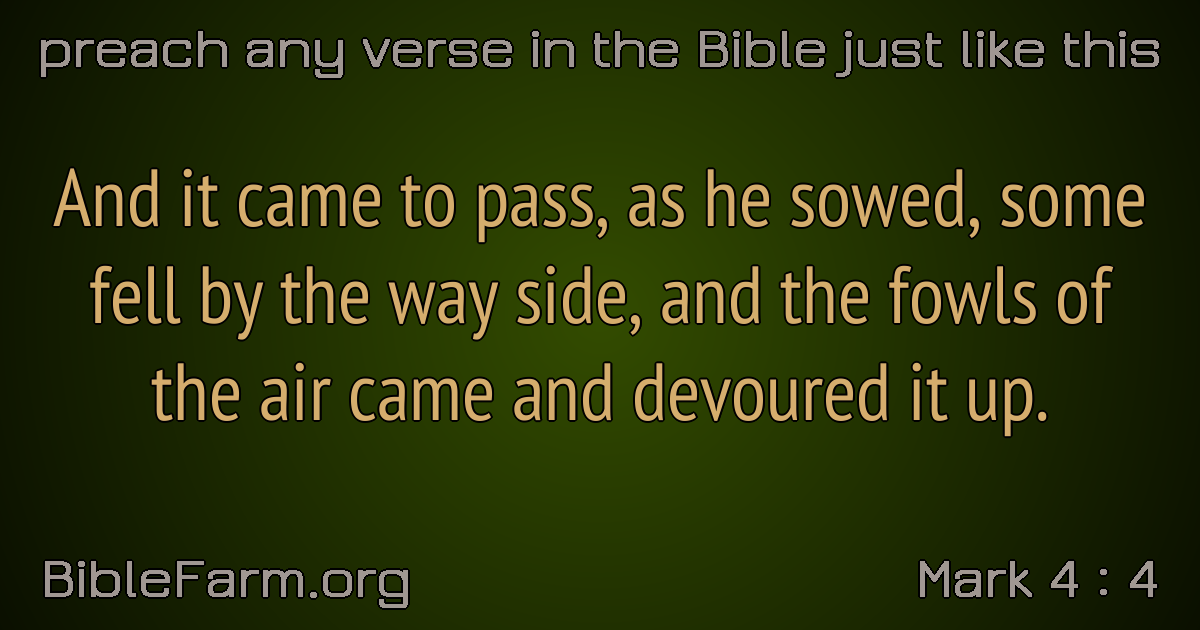 preach any verse in the Bible just like this
And it came to pass, as he sowed, some
fell by the way side, and the fowls of
the air came and devoured it up.
BibleFarm.org
Mark 4 : 4